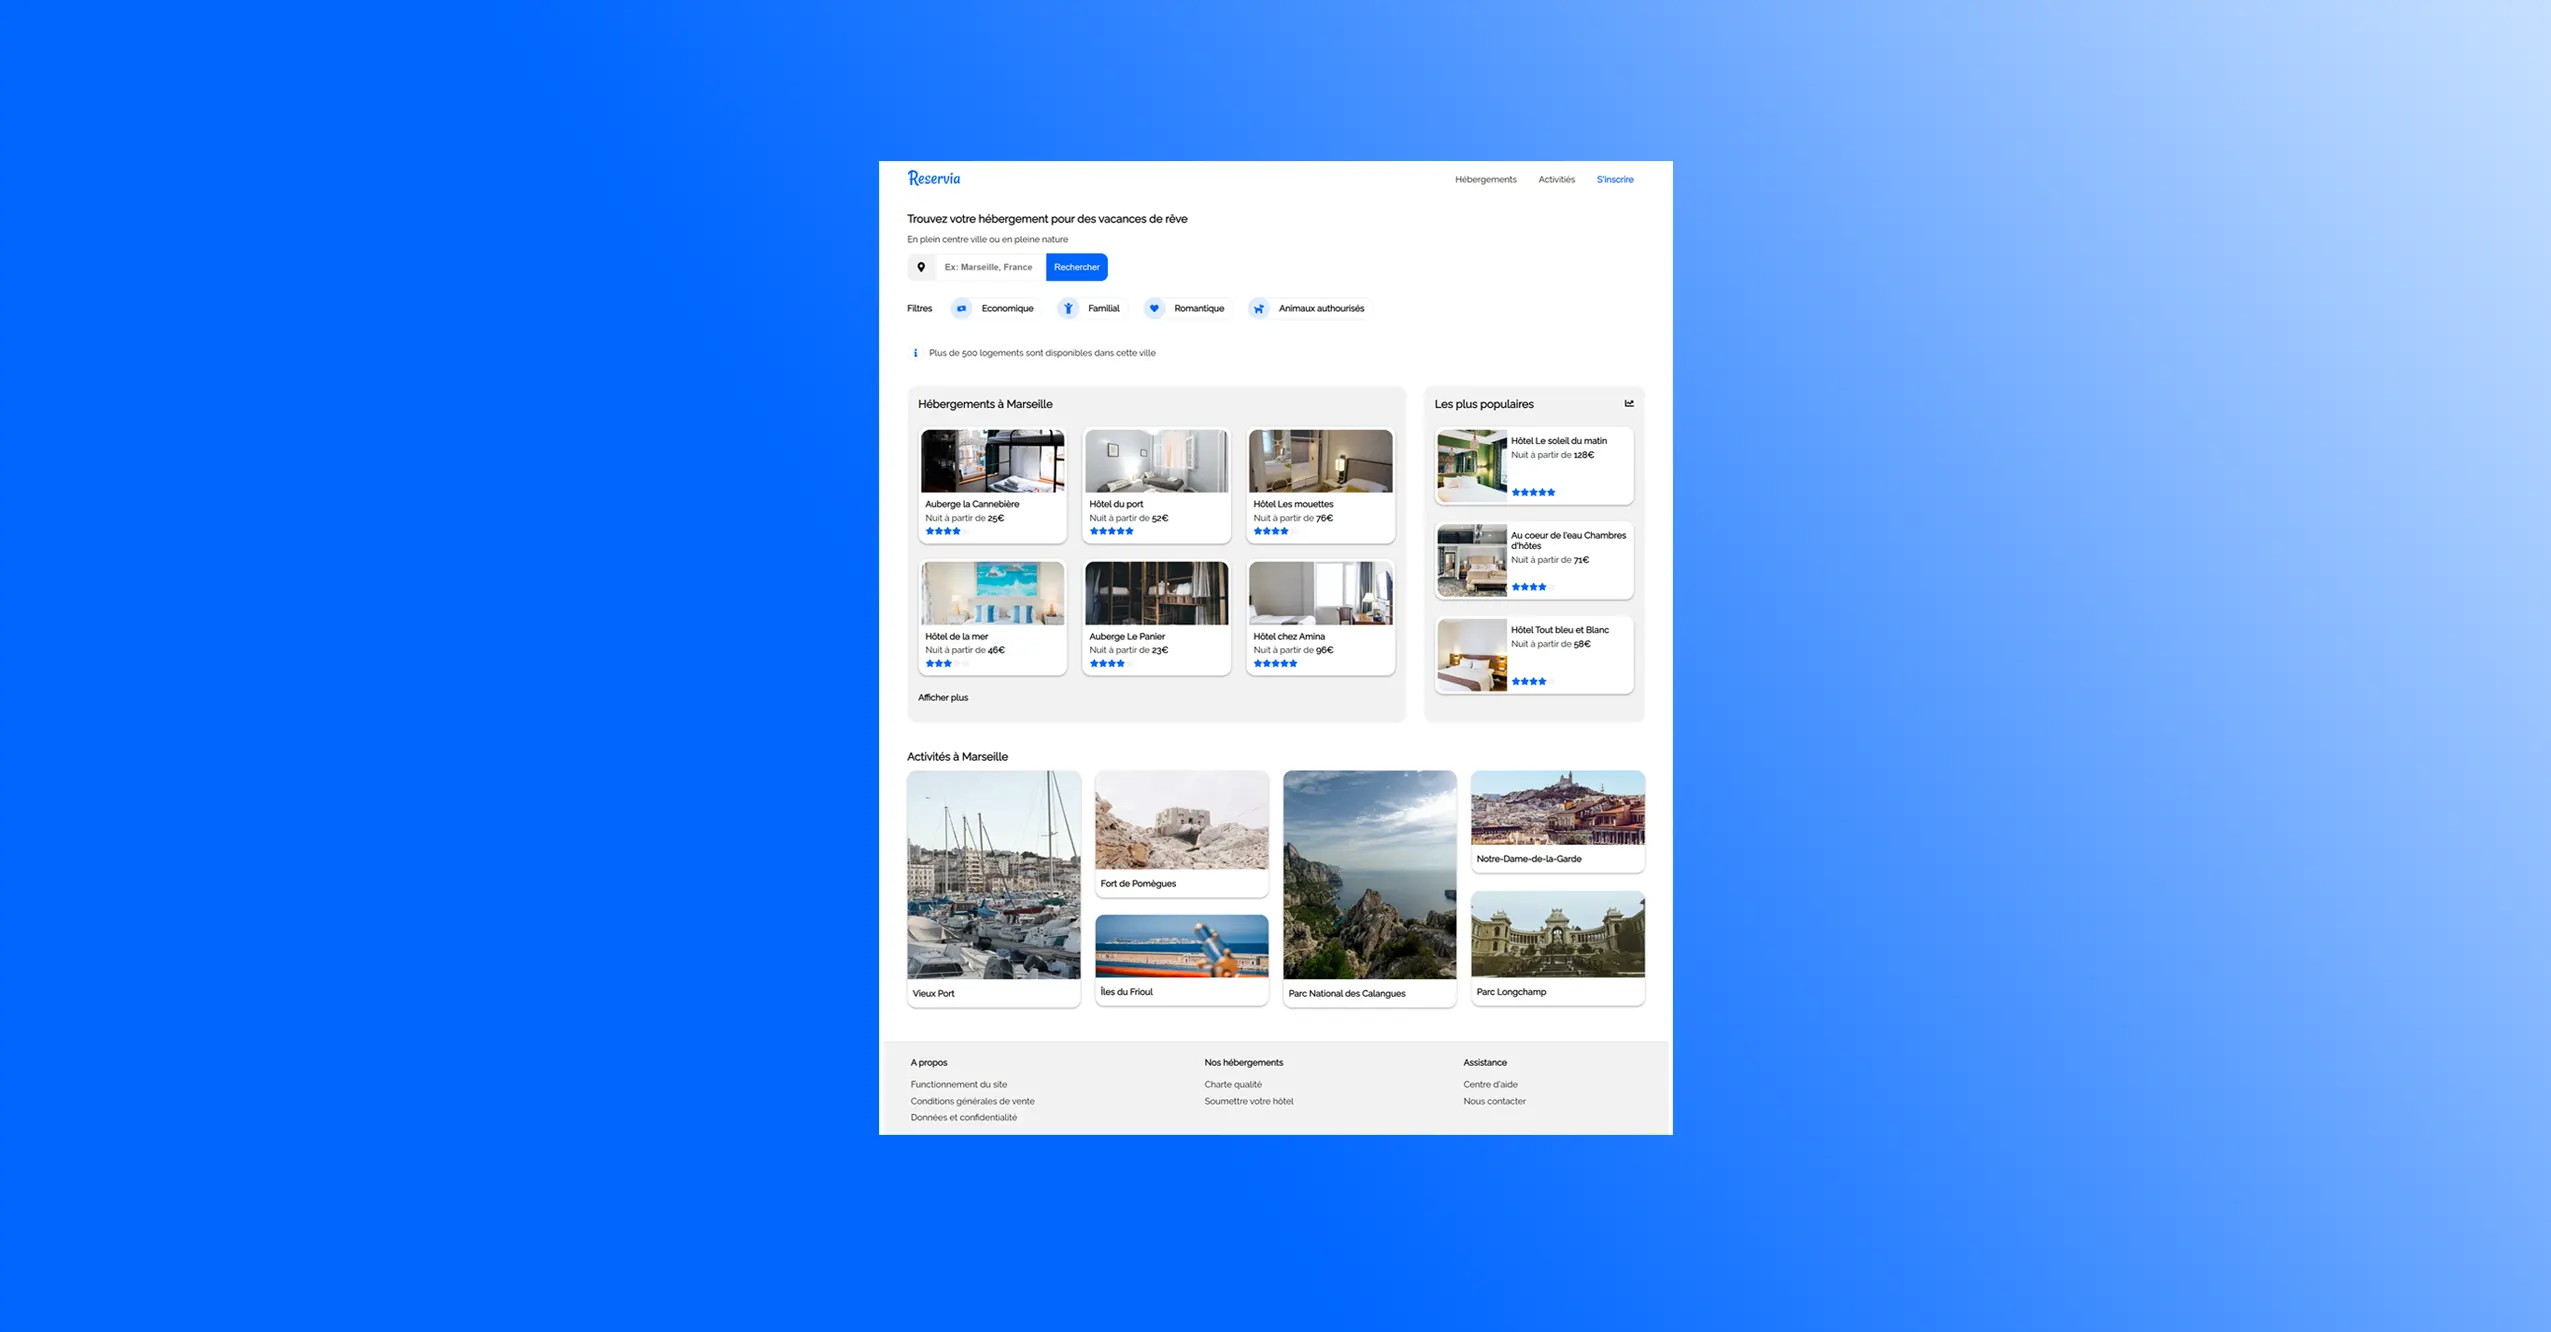 Reservia
Hébergements
Activitiés
S'inscrire
Trouvez votre hébergement pour des vacances de rêve
En plein centre ville ou en pleine nature
Ex: Marseille, France
Rechercher
Filtres
Economique
Familial
Romantique
Animaux authourisés
Plus de 500 logements sont disponibles dans cette ville
Hébergements à Marseille
Auberge la Cannebière
Nuit à partir de 25€
Hôtel du port
Nuit à partir de 52€
Hôtel Les mouettes
Nuit à partir de 76€
Hôtel de la mer
Nuit à partir de 46€
Auberge Le Panier
Nuit à partir de 23€
Hôtel chez Amina
Nuit à partir de 96€
Afficher plus
Les plus populaires
Hôtel Le soleil du matin
Nuit à partir de 128€
Au coeur de l'eau Chambres
d'hôtes
Nuit à partir de 71€
Hôtel Tout bleu et Blanc
Nuit à partir de 58€
Activités à Marseille
Vieux Port
Fort de Pomègues
Îles du Frioul
Parc National des Calangues
Notre-Dame-de-la-Garde
Parc Longchamp
A propos
Functionnement du site
Conditions générales de vente
Données et confidentialité
Nos hébergements
Charte qualité
Soumettre votre hôtel
Assistance
Centre d'aide
Nous contacter